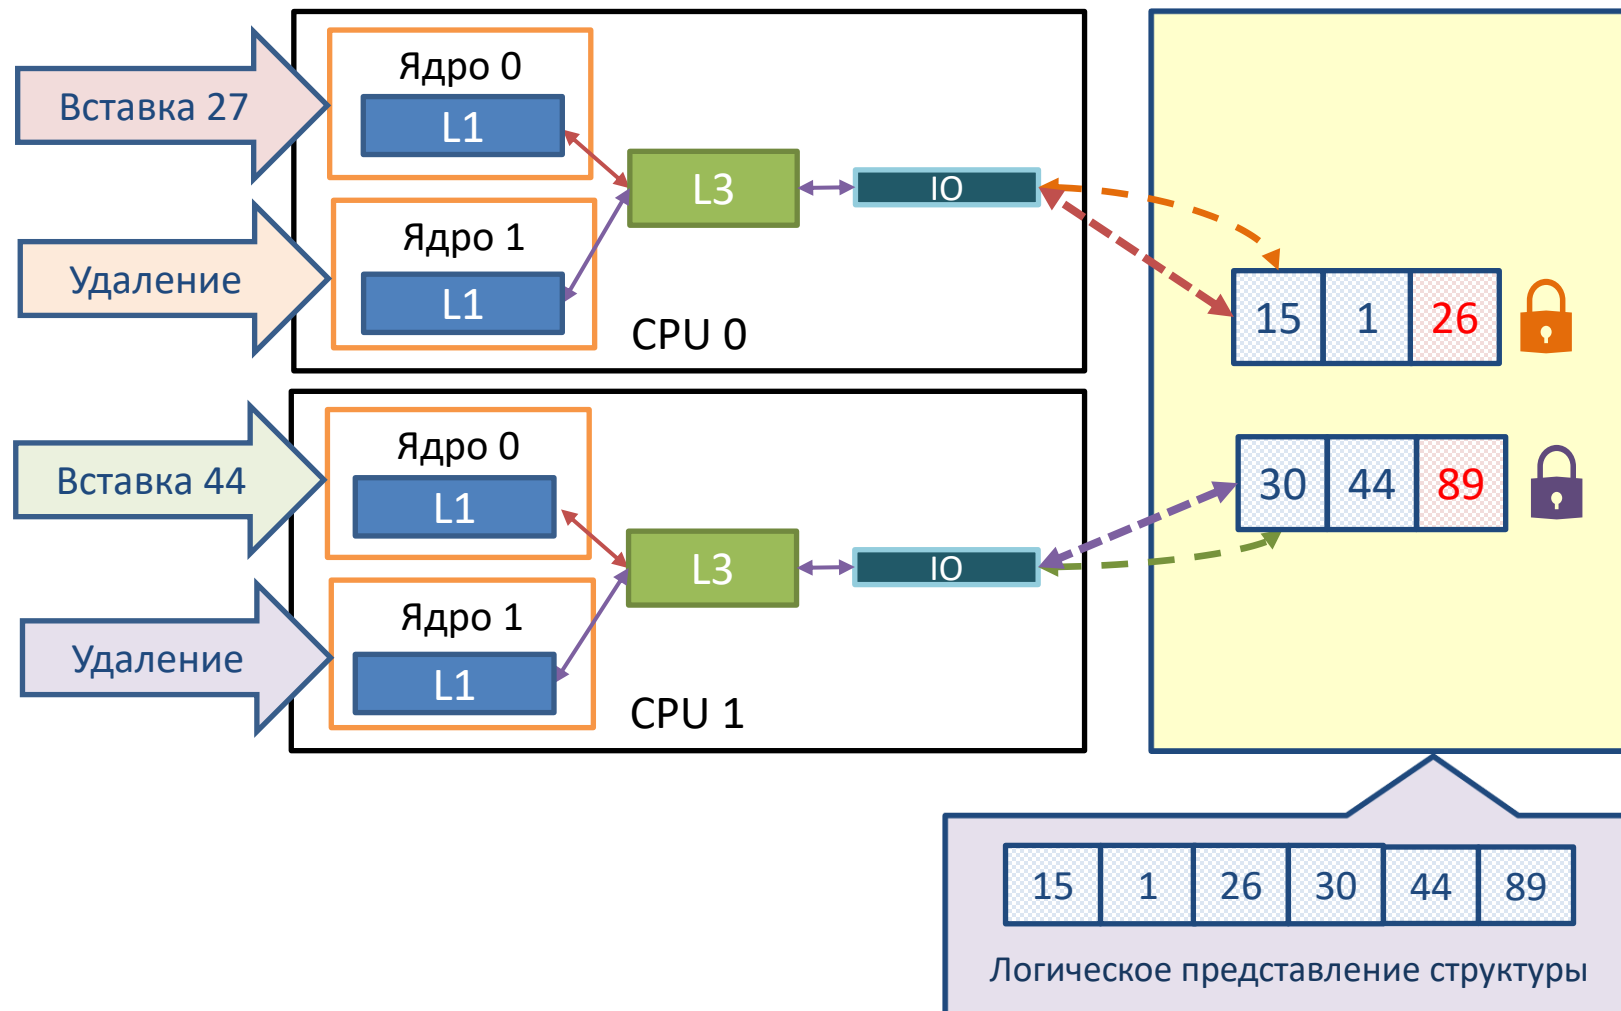 Вставка 27
Ядро 0
L1
Удаление
Ядро 1
L1
L3
IO
CPU 0
15 1 26
Вставка 44
Ядро 0
L1
Удаление
Ядро 1
L1
L3
IO
CPU 1
30 44 89
15 1 26 30 44 89
Логическое представление структуры